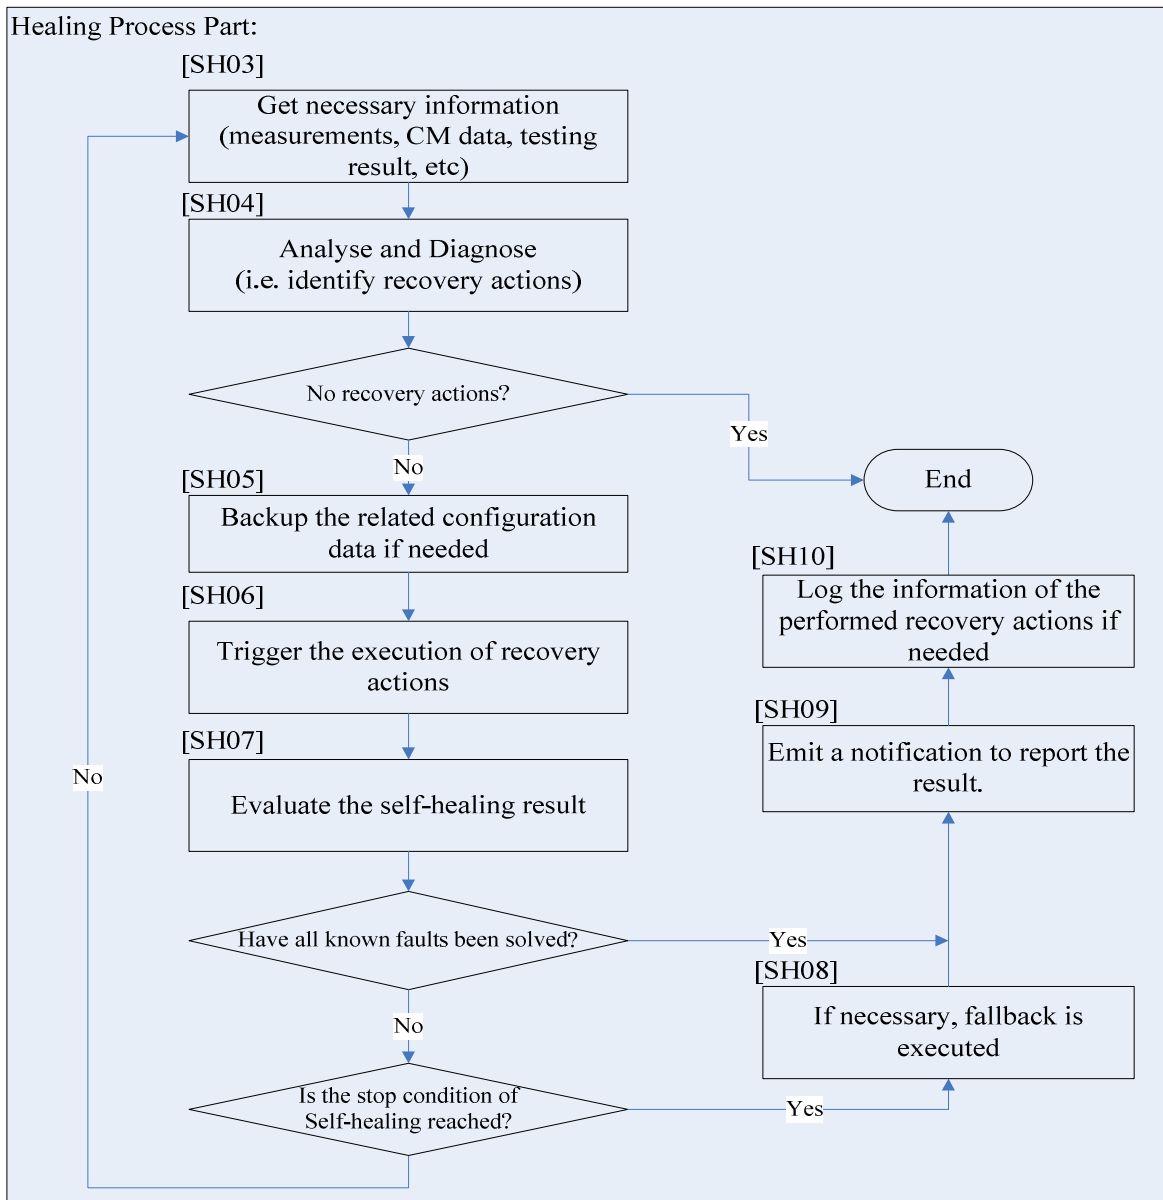 Healing Process Part:
[SH03]
Get necessary information
(measurements, CM data, testing
result, etc)
[SH04]
Analyse and Diagnose
(i.e. identify recovery actions)
No recovery actions?
Yes
No
End
[SH05]
Backup the related configuration
data if needed
[SH10]
Log the information of the
performed recovery actions if
needed
[SH06]
Trigger the execution of recovery
actions
[SH09]
Emit a notification to report the
result.
[SH07]
Evaluate the self-healing result
No
Have all known faults been solved?
Yes
[SH08]
If necessary, fallback is
executed
No
Is the stop condition of
Self-healing reached?
Yes